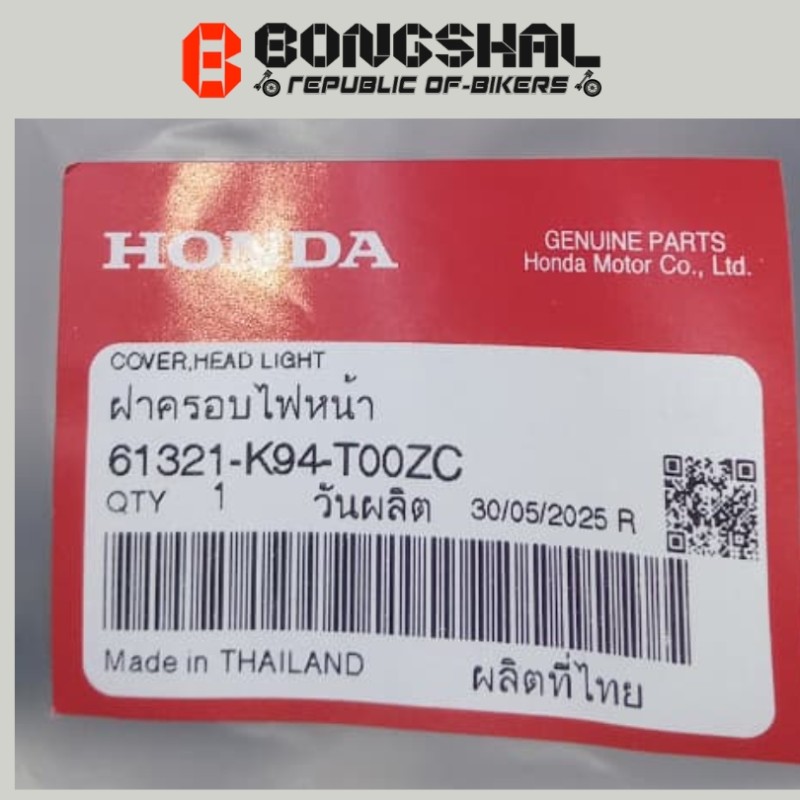 BONGSHAL
REPUBLIC OF-BIKERS
HONDA
GENUINE PARTS
Honda Motor Co., Ltd.
COVER,HEAD LIGHT
ฝาครอบไฟหน้า
61321-K94-T00ZC
QTY 1 วันผลิต 30/05/2025 R
Made in THAILAND ผลิตที่ไทย